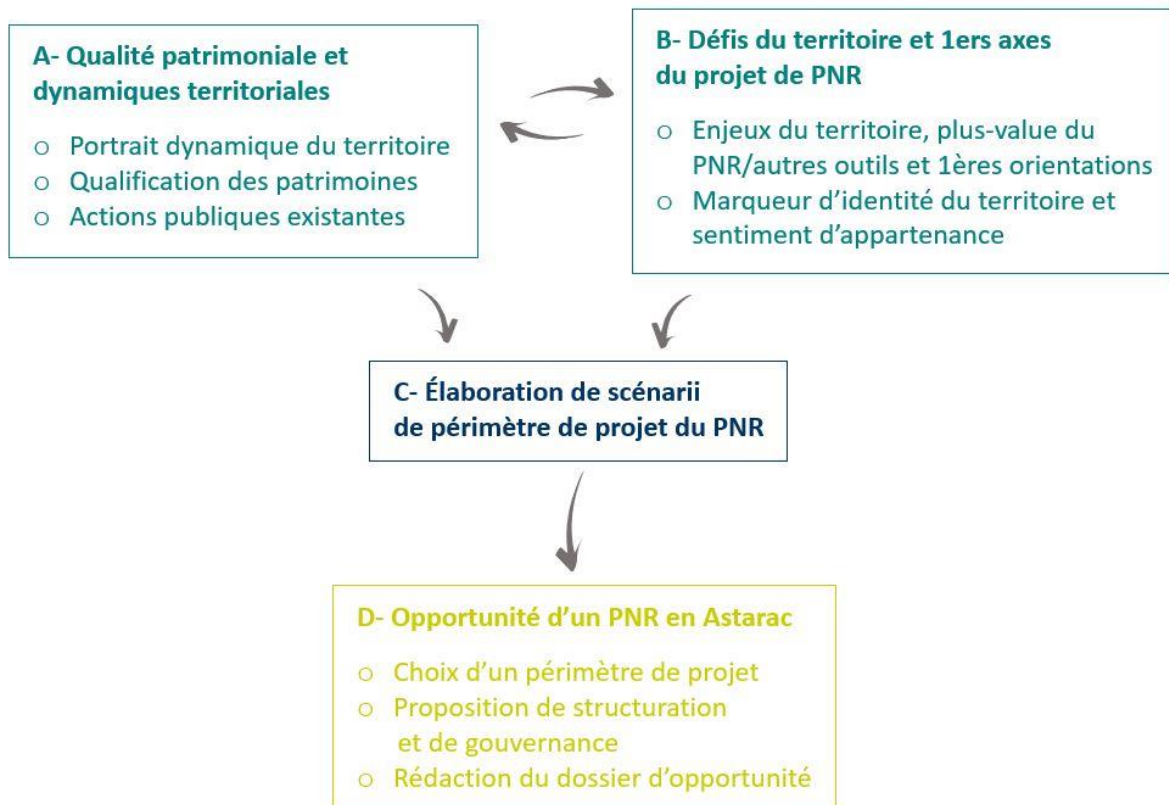 A- Qualité patrimoniale et
dynamiques territoriales
o Portrait dynamique du territoire
o Qualification des patrimoines
o Actions publiques existantes
B- Défis du territoire et 1ers axes
du projet de PNR
o Enjeux du territoire, plus-value du
PNR/autres outils et 1ères orientations
o Marqueur d'identité du territoire et
sentiment d'appartenance
C- Élaboration de scénarii
de périmètre de projet du PNR
D- Opportunité d'un PNR en Astarac
o Choix d'un périmètre de projet
o Proposition de structuration
et de gouvernance
o Rédaction du dossier d'opportunité